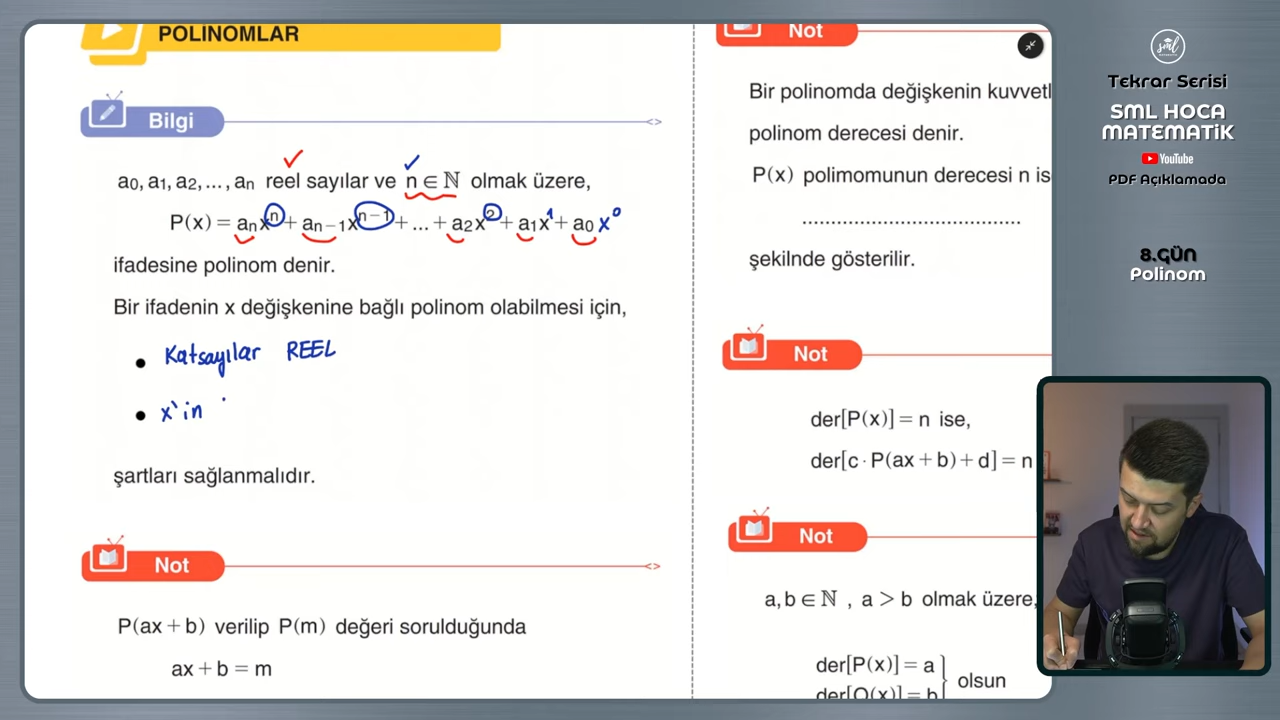 POLINOMLAR
Bilgi
a₀, a₁, a₂, ..., aₙ reel sayılar ve n ∈ ℕ olmak üzere,
P(x) = aₙxⁿ + aₙ₋₁xⁿ⁻¹ + ... + a₂x² + a₁x¹ + a₀x⁰
ifadesine polinom denir.
Bir ifadenin x değişkenine bağlı polinom olabilmesi için,
• Katsayılar REEL
• x'in
şartları sağlanmalıdır.
Not
P(ax + b) verilip P(m) değeri sorulduğunda
ax + b = m
Not
Bir polinomda değişkenin kuvvetl
polinom derecesi denir.
P(x) polimomunun derecesi n is
........................................
şekilnde gösterilir.
Not
der[P(x)] = n ise,
der[c · P(ax + b) + d] = n
Not
a, b ∈ ℕ , a > b olmak üzere,
der[P(x)] = a
der[Q(x)] = b
} olsun
sml
Tekrar Serisi
SML HOCA
MATEMATİK
YouTube
PDF Açıklamada
8.GÜN
Polinom